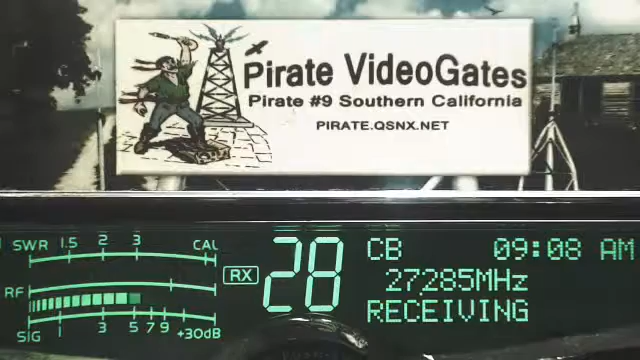 Pirate VideoGates
Pirate #9 Southern California
PIRATE.QSNX.NET
SWR 1.5 2 3 CAL
RF
SIG 1 3 5 7 9 +30dB
RX
28
CB 09:08 AM
27285MHz
RECEIVING